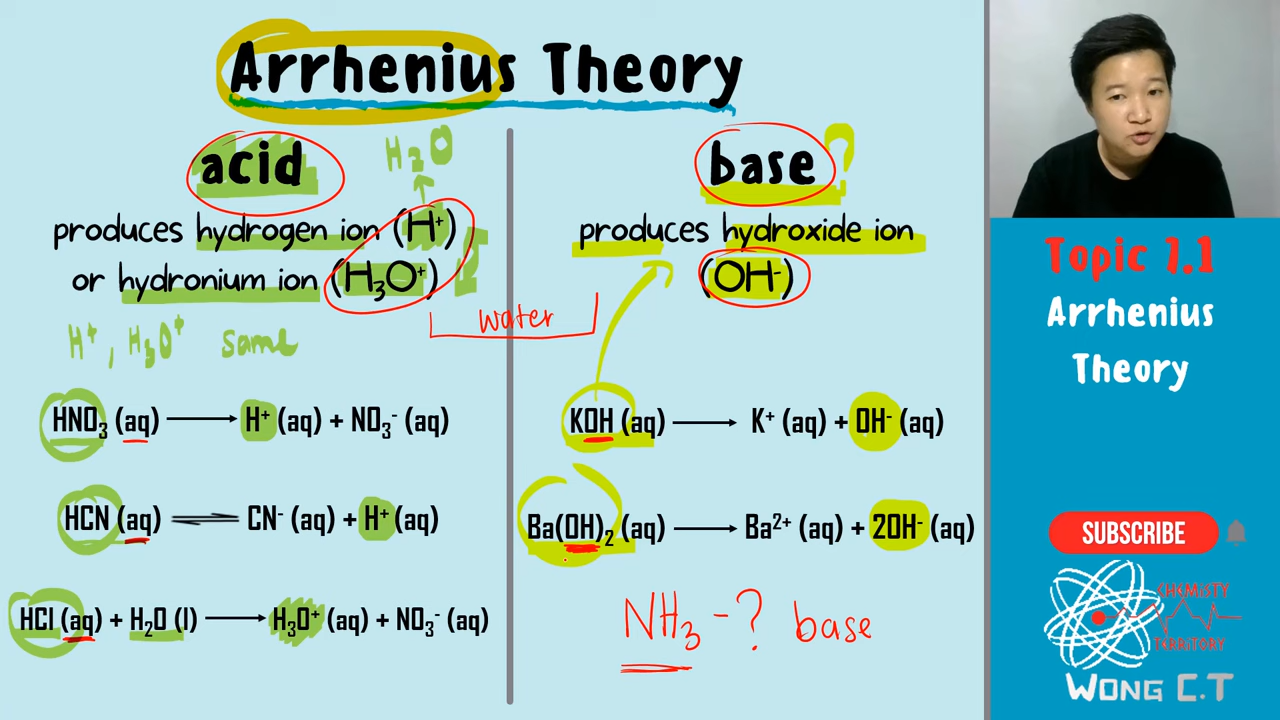 Arrhenius Theory
acid
H₂O
produces hydrogen ion (H⁺)
or hydronium ion (H₃O⁺)
H⁺, H₃O⁺ same
HNO₃ (aq) ⟶ H⁺ (aq) + NO₃⁻ (aq)
HCN (aq) ⇌ CN⁻ (aq) + H⁺ (aq)
HCl (aq) + H₂O (l) ⟶ H₃O⁺ (aq) + NO₃⁻ (aq)
water
base?
produces hydroxide ion
(OH⁻)
KOH (aq) ⟶ K⁺ (aq) + OH⁻ (aq)
Ba(OH)₂ (aq) ⟶ Ba²⁺ (aq) + 2OH⁻ (aq)
NH₃ - ? base
Topic 7.1
Arrhenius
Theory
SUBSCRIBE
CHEMISTY
TERRITORY
WONG C.T